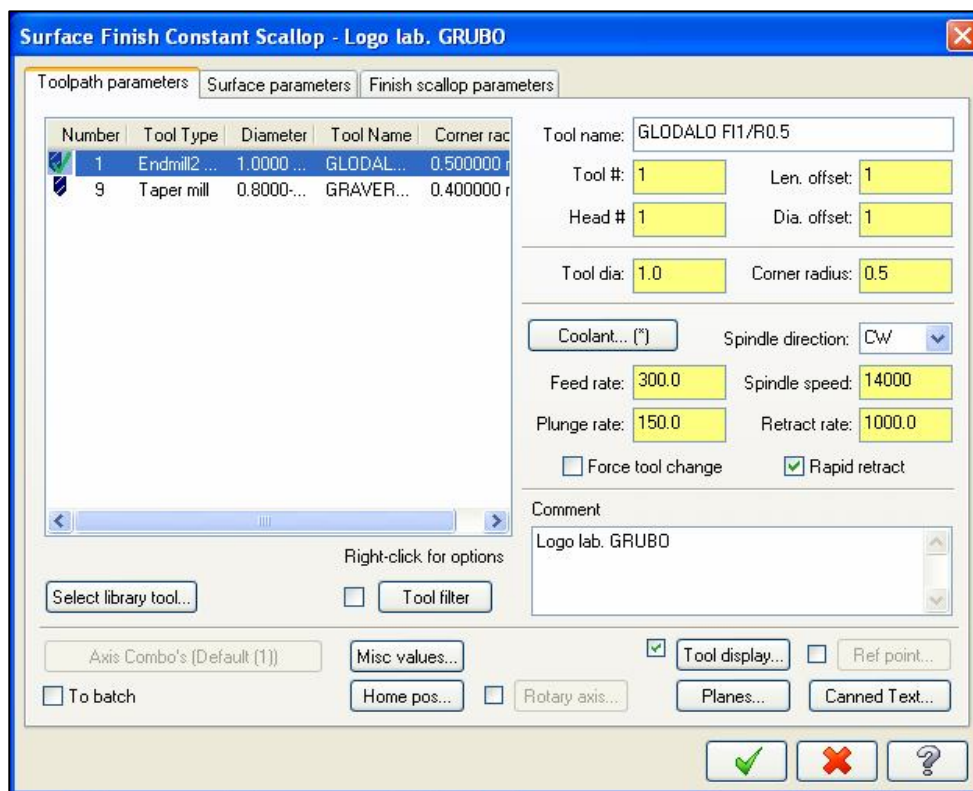 Surface Finish Constant Scallop - Logo lab. GRUBO
Toolpath parameters Surface parameters Finish scallop parameters
Number Tool Type Diameter Tool Name Corner rac
1 Endmill2 ... 1.0000 ... GLODAL... 0.500000 r
9 Taper mill 0.8000-... GRAVER... 0.400000 r
Right-click for options
Select library tool...
Tool filter
Tool name: GLODALO FI1/R0.5
Tool #: 1 Len. offset: 1
Head # 1 Dia. offset: 1
Tool dia: 1.0 Corner radius: 0.5
Coolant... (*) Spindle direction: CW
Feed rate: 300.0 Spindle speed: 14000
Plunge rate: 150.0 Retract rate: 1000.0
Force tool change Rapid retract
Comment
Logo lab. GRUBO
Axis Combo's (Default (1)) Misc values... Tool display... Ref point...
To batch Home pos... Rotary axis... Planes... Canned Text...